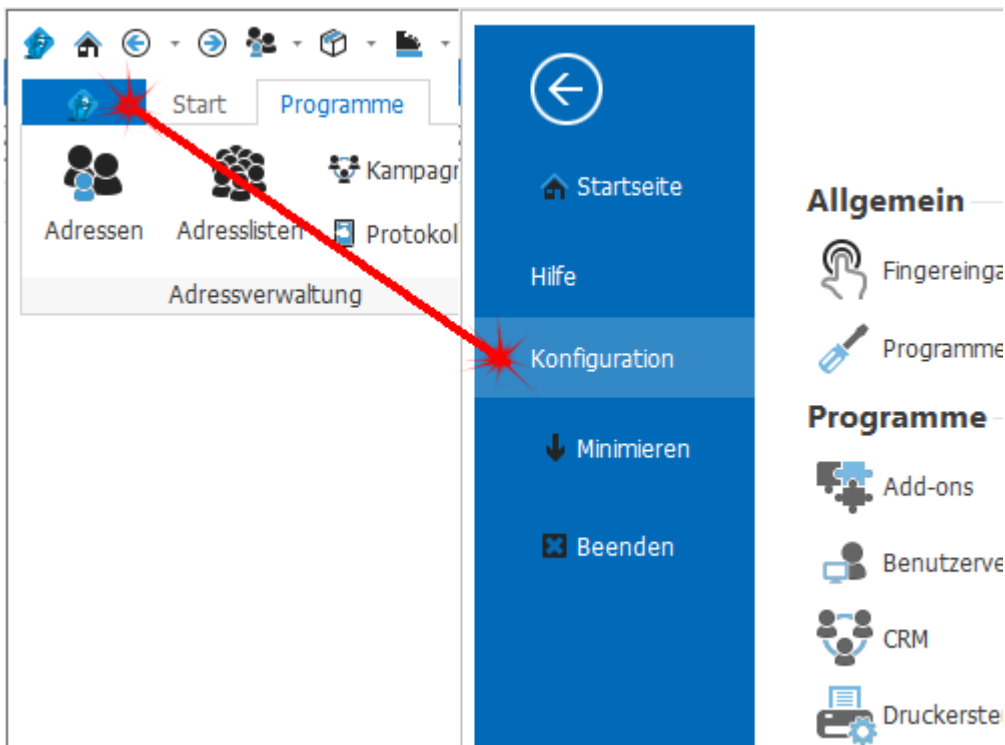 Start
Programme
Adressen
Adresslisten
Kampagn
Protokol
Adressverwaltung
Startseite
Hilfe
Konfiguration
Minimieren
Beenden
Allgemein
Fingereinga
Programme
Programme
Add-ons
Benutzerve
CRM
Druckerste